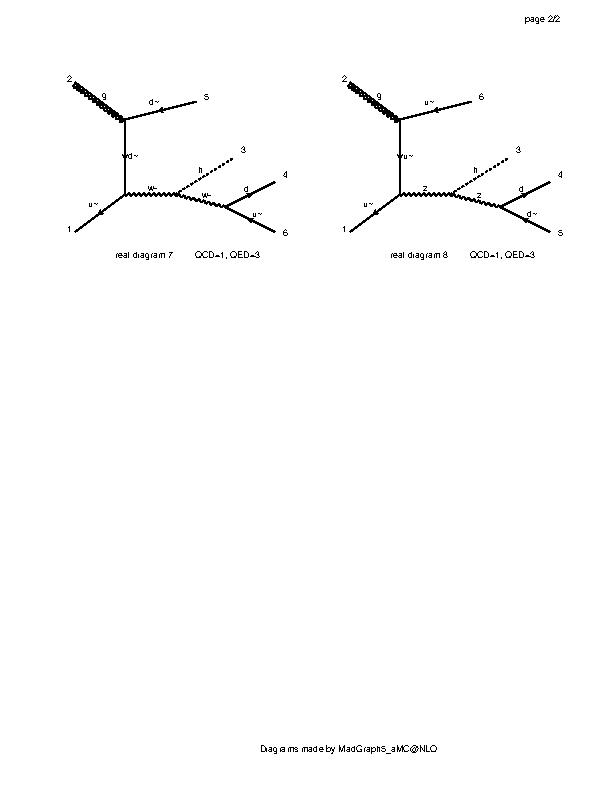 page 2/2
2
g
d~
5
d~
3
h
4
d
w-
w-
u~
u~
1
6
real diagram 7 QCD=1, QED=3
2
g
u~
6
u~
3
h
4
d
z
z
u~
d~
1
5
real diagram 8 QCD=1, QED=3
Diagrams made by MadGraph5_aMC@NLO